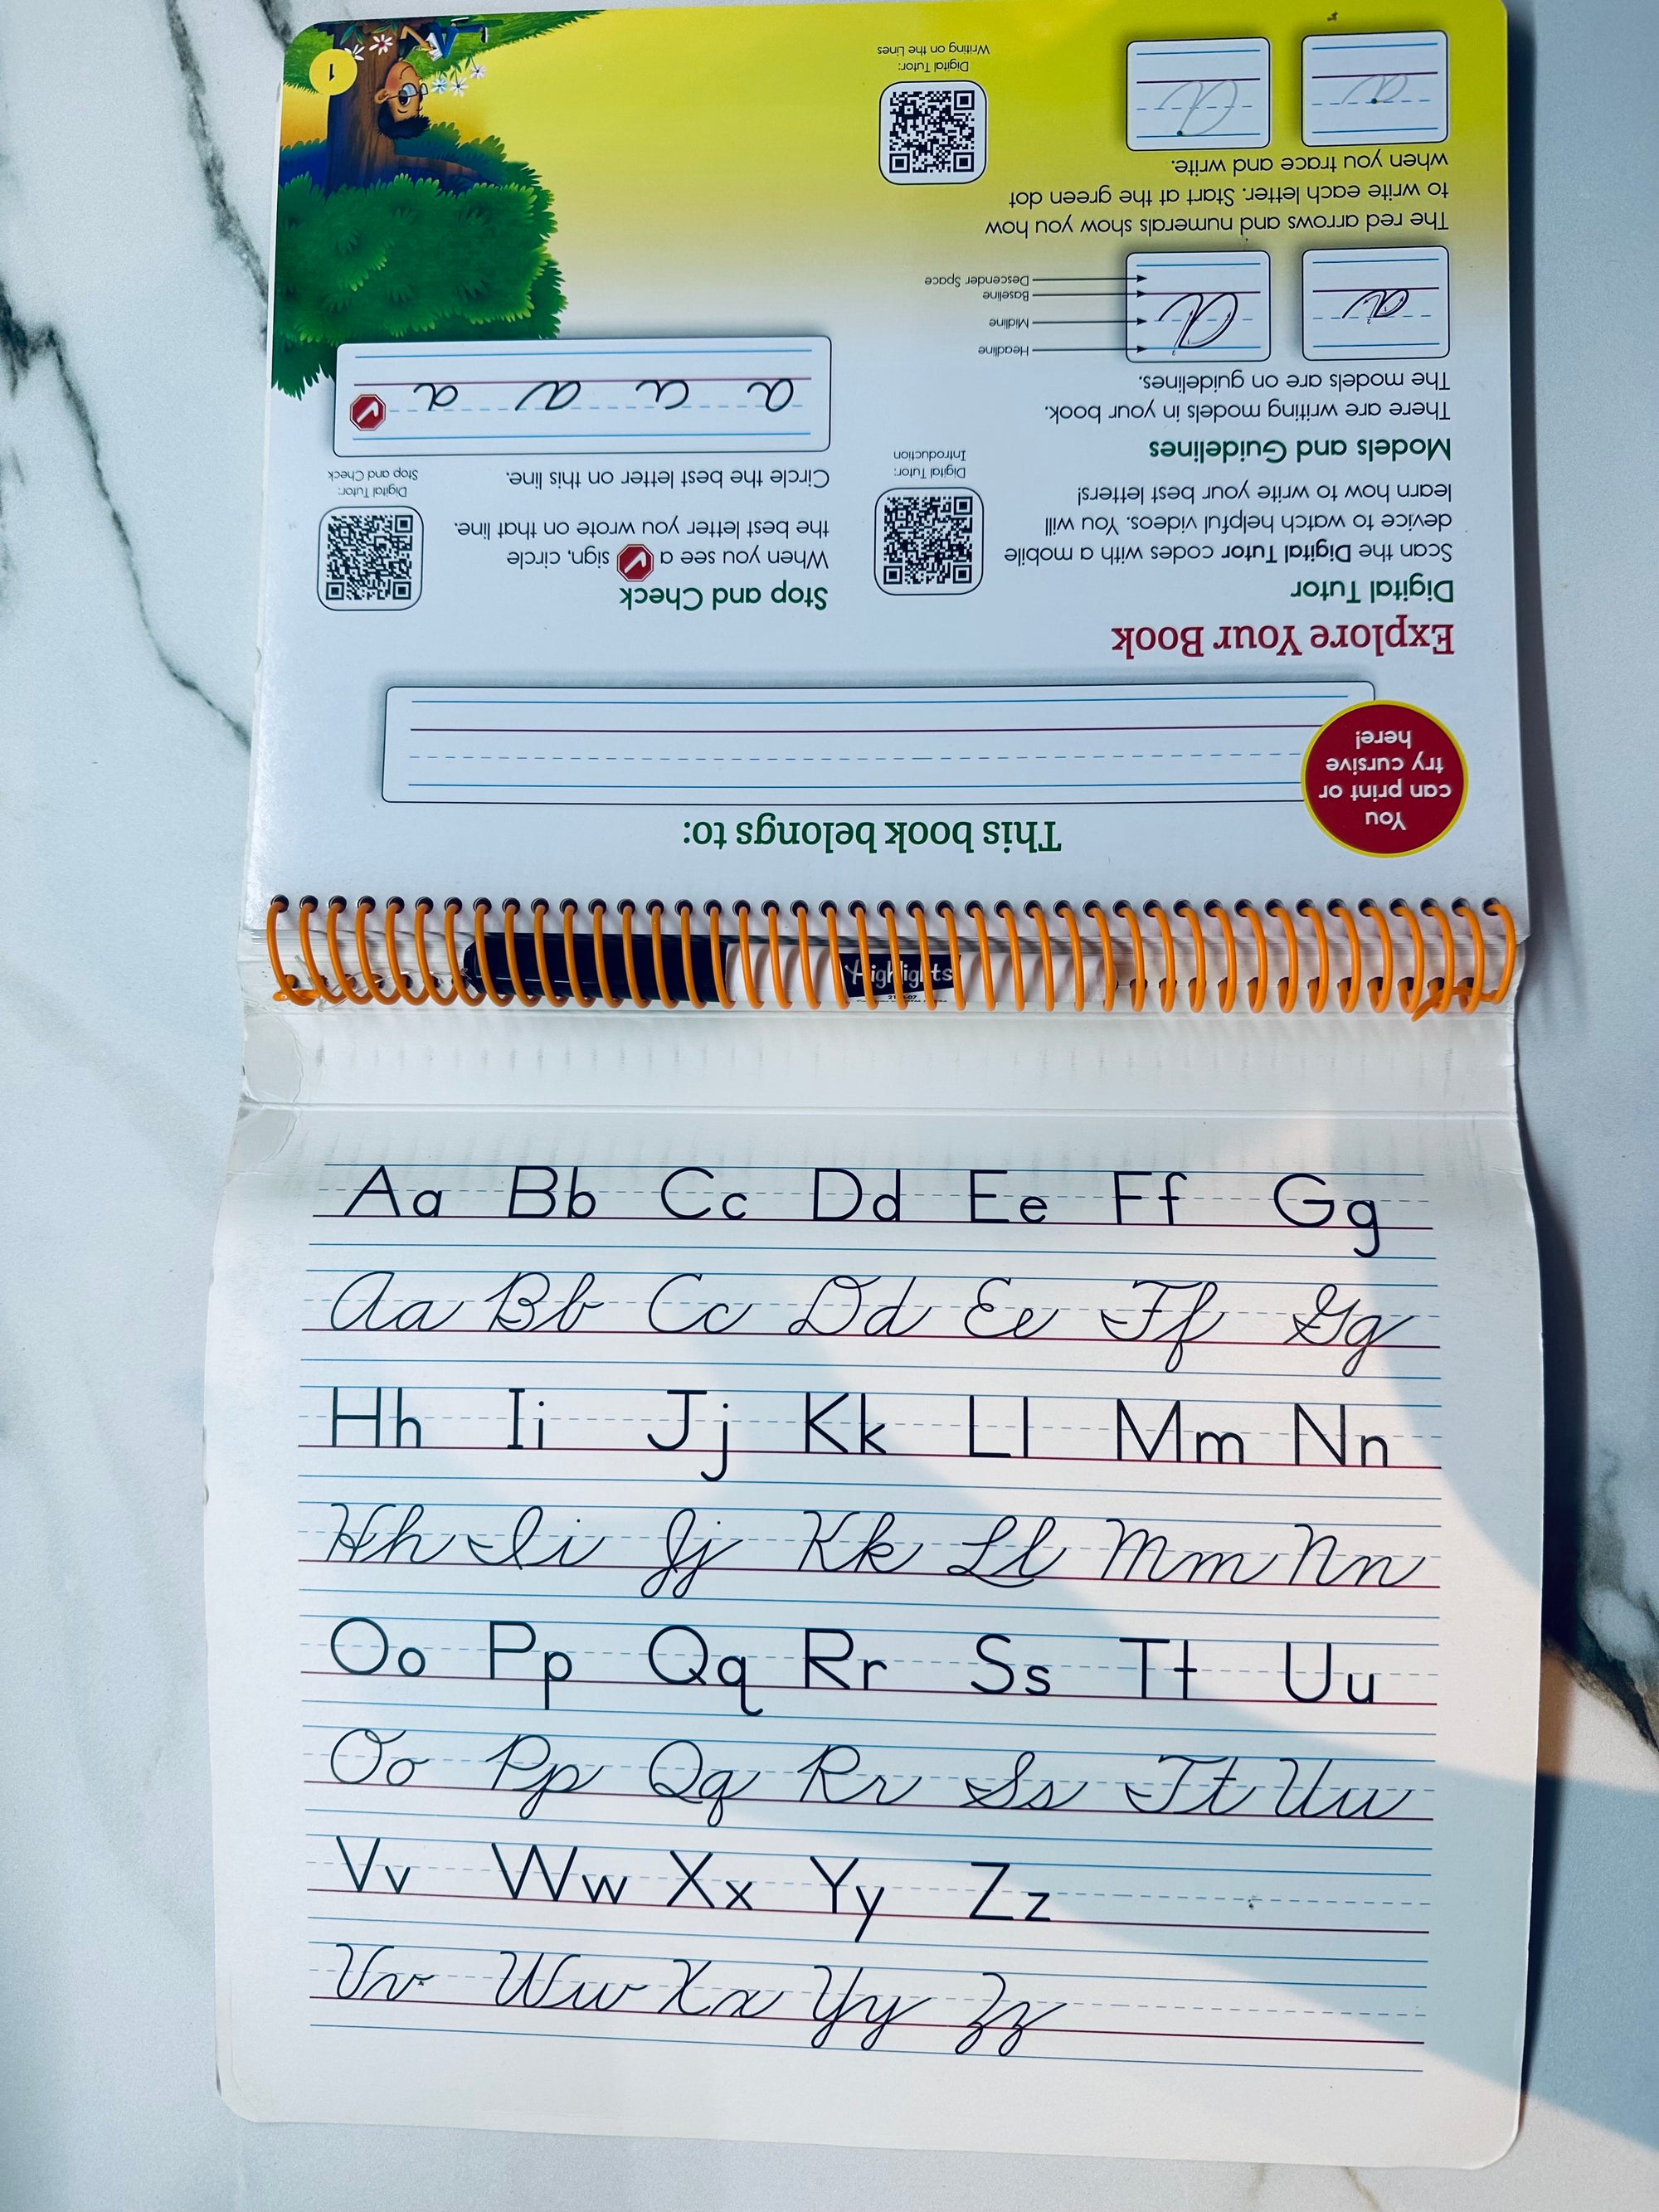 This book belongs to:
You
can print or
try cursive
here!
Explore Your Book
Digital Tutor
Scan the Digital Tutor codes with a mobile
device to watch helpful videos. You will
learn how to write your best letters!
Digital Tutor:
Introduction
Models and Guidelines
There are writing models in your book.
The models are on guidelines.
a
a
Headline
Midline
Baseline
Descender Space
The red arrows and numerals show you how
to write each letter. Start at the green dot
when you trace and write.
a
a
Digital Tutor:
Writing on the Lines
Stop and Check
When you see a sign, circle
the best letter you wrote on that line.
Digital Tutor:
Stop and Check
Circle the best letter on this line.
a a a a
1
Highlights
Aa Bb Cc Dd Ee Ff Gg
Aa Bb Cc Dd Ee Ff Gg
Hh Ii Jj Kk Ll Mm Nn
Hh Ii Jj Kk Ll Mm Nn
Oo Pp Qq Rr Ss Tt Uu
Oo Pp Qq Rr Ss Tt Uu
Vv Ww Xx Yy Zz
Vv Ww Xx Yy Zz